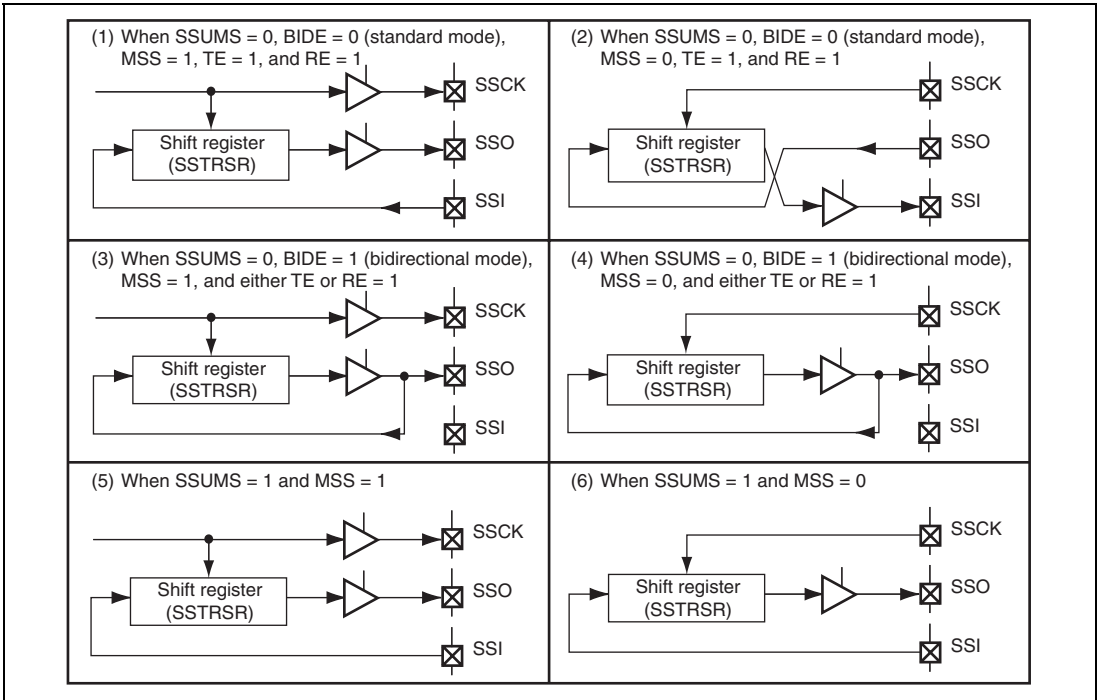 (1) When SSUMS = 0, BIDE = 0 (standard mode),
MSS = 1, TE = 1, and RE = 1
SSCK
Shift register
(SSTRSR)
SSO
SSI
(2) When SSUMS = 0, BIDE = 0 (standard mode),
MSS = 0, TE = 1, and RE = 1
SSCK
Shift register
(SSTRSR)
SSO
SSI
(3) When SSUMS = 0, BIDE = 1 (bidirectional mode),
MSS = 1, and either TE or RE = 1
SSCK
Shift register
(SSTRSR)
SSO
SSI
(4) When SSUMS = 0, BIDE = 1 (bidirectional mode),
MSS = 0, and either TE or RE = 1
SSCK
Shift register
(SSTRSR)
SSO
SSI
(5) When SSUMS = 1 and MSS = 1
SSCK
Shift register
(SSTRSR)
SSO
SSI
(6) When SSUMS = 1 and MSS = 0
SSCK
Shift register
(SSTRSR)
SSO
SSI